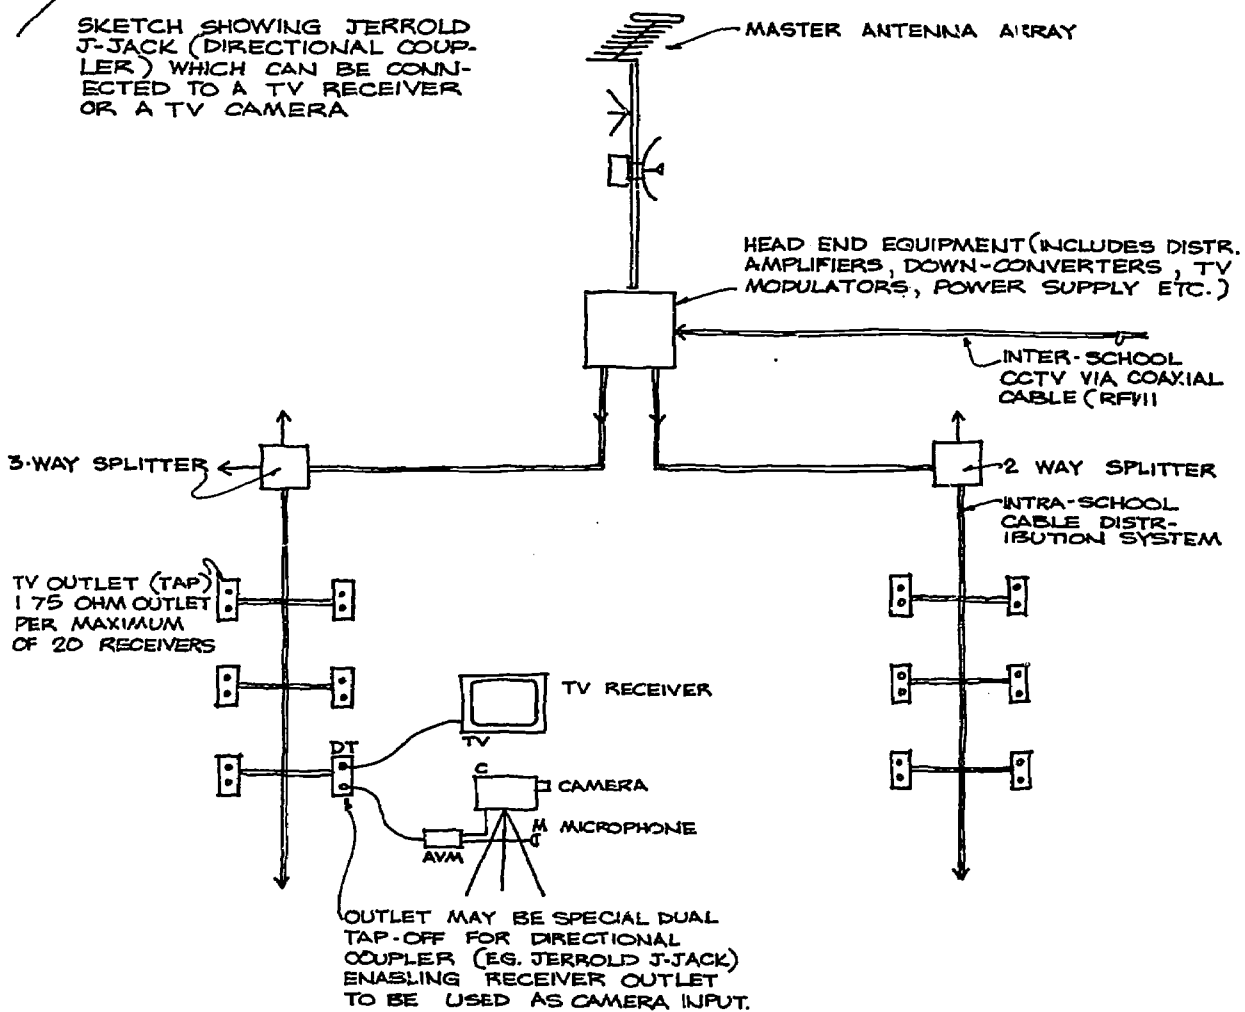 SKETCH SHOWING JERROLD
J-JACK (DIRECTIONAL COUP-
LER) WHICH CAN BE CONN-
ECTED TO A TV RECEIVER
OR A TV CAMERA
MASTER ANTENNA ARRAY
HEAD END EQUIPMENT (INCLUDES DISTR.
AMPLIFIERS, DOWN-CONVERTERS, TV
MODULATORS, POWER SUPPLY ETC.)
INTER-SCHOOL
CCTV VIA COAXIAL
CABLE
3-WAY SPLITTER
2 WAY SPLITTER
INTRA-SCHOOL
CABLE DISTR-
IBUTION SYSTEM
TV OUTLET (TAP)
1 75 OHM OUTLET
PER MAXIMUM
OF 20 RECEIVERS
TV RECEIVER
TV
DT
C
CAMERA
M MICROPHONE
AVM
OUTLET MAY BE SPECIAL DUAL
TAP-OFF FOR DIRECTIONAL
COUPLER (EG. JERROLD J-JACK)
ENABLING RECEIVER OUTLET
TO BE USED AS CAMERA INPUT.